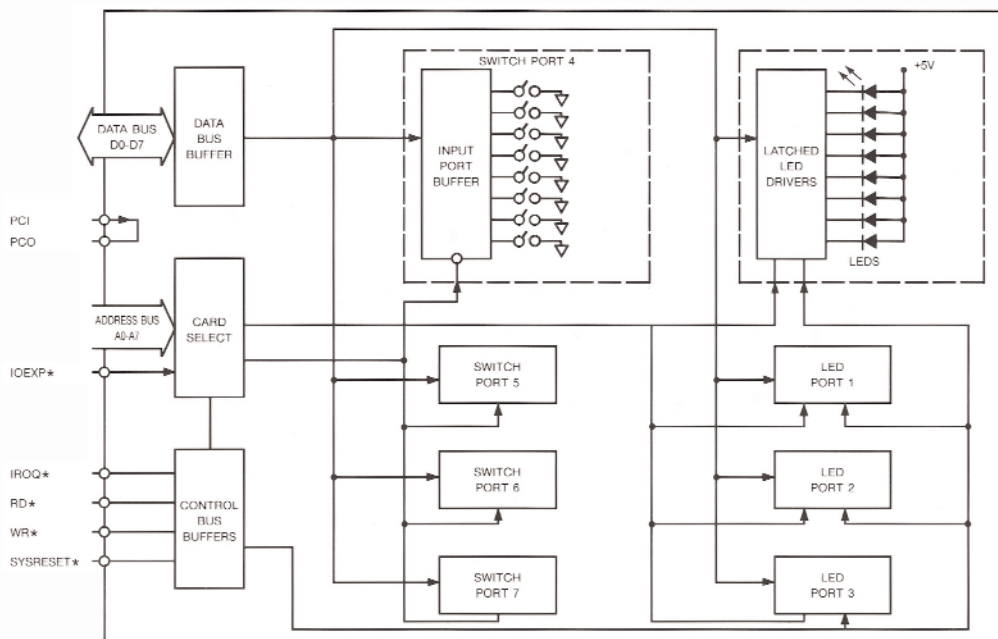 SWITCH PORT 4
+5V
DATA BUS
D0-D7
DATA
BUS
BUFFER
INPUT
PORT
BUFFER
LATCHED
LED
DRIVERS
LEDS
PCI
PCO
ADDRESS BUS
A0-A7
CARD
SELECT
IOEXP*
SWITCH
PORT 5
LED
PORT 1
IROQ*
RD*
WR*
SYSRESET*
CONTROL
BUS
BUFFERS
SWITCH
PORT 6
LED
PORT 2
SWITCH
PORT 7
LED
PORT 3